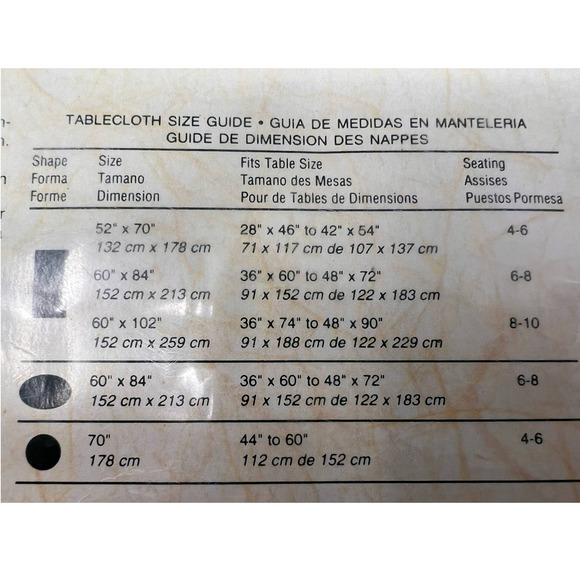 TABLECLOTH SIZE GUIDE • GUIA DE MEDIDAS EN MANTELERIA
GUIDE DE DIMENSION DES NAPPES
Shape Size Fits Table Size Seating
Forma Tamano Tamano des Mesas Assises
Forme Dimension Pour de Tables de Dimensions Puestos Pormesa
52" x 70" 28" x 46" to 42" x 54" 4-6
132 cm x 178 cm 71 x 117 cm de 107 x 137 cm
60" x 84" 36" x 60" to 48" x 72" 6-8
152 cm x 213 cm 91 x 152 cm de 122 x 183 cm
60" x 102" 36" x 74" to 48" x 90" 8-10
152 cm x 259 cm 91 x 188 cm de 122 x 229 cm
60" x 84" 36" x 60" to 48" x 72" 6-8
152 cm x 213 cm 91 x 152 cm de 122 x 183 cm
70" 44" to 60" 4-6
178 cm 112 cm de 152 cm